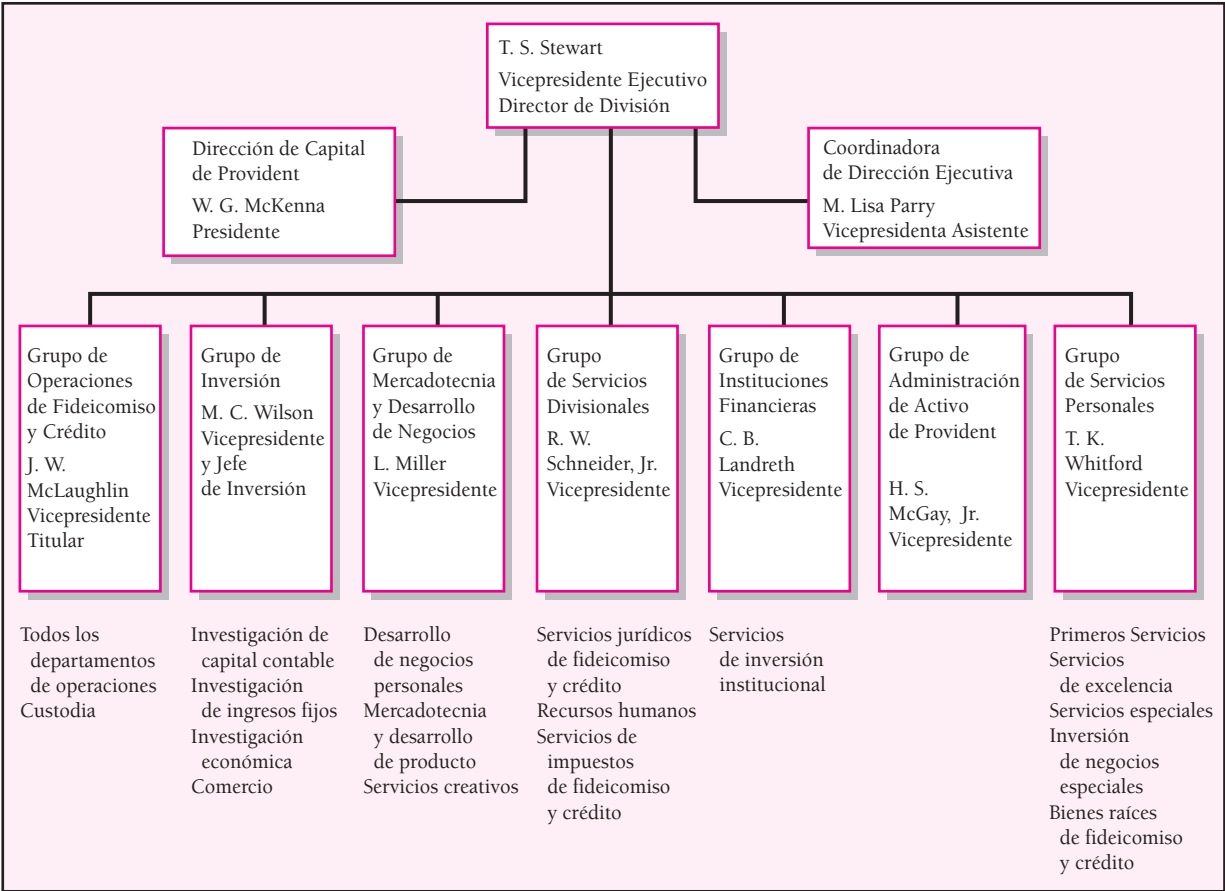 T. S. Stewart
Vicepresidente Ejecutivo
Director de División
Dirección de Capital
de Provident
W. G. McKenna
Presidente
Coordinadora
de Dirección Ejecutiva
M. Lisa Parry
Vicepresidenta Asistente
Grupo de
Operaciones
de Fideicomiso
y Crédito
J. W.
McLaughlin
Vicepresidente
Titular
Grupo de
Inversión
M. C. Wilson
Vicepresidente
y Jefe
de Inversión
Grupo de
Mercadotecnia
y Desarrollo
de Negocios
L. Miller
Vicepresidente
Grupo
de Servicios
Divisionales
R. W.
Schneider, Jr.
Vicepresidente
Grupo de
Instituciones
Financieras
C. B.
Landreth
Vicepresidente
Grupo de
Administración
de Activo
de Provident
H. S.
McGay, Jr.
Vicepresidente
Grupo
de Servicios
Personales
T. K.
Whitford
Vicepresidente
Todos los
departamentos
de operaciones
Custodia
Investigación de
capital contable
Investigación
de ingresos fijos
Investigación
económica
Comercio
Desarrollo
de negocios
personales
Mercadotecnia
y desarrollo
de producto
Servicios creativos
Servicios jurídicos
de fideicomiso
y crédito
Recursos humanos
Servicios de
impuestos
de fideicomiso
y crédito
Servicios
de inversión
institucional
Primeros Servicios
Servicios
de excelencia
Servicios especiales
Inversión
de negocios
especiales
Bienes raíces
de fideicomiso
y crédito